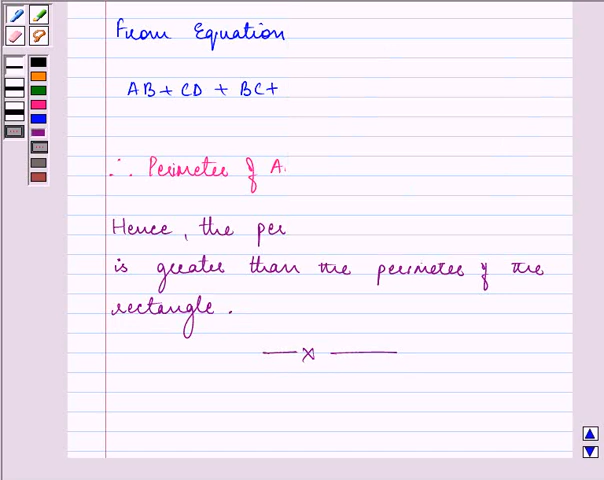 From Equation
AB + CD + BC +
∴ Perimeter of A
Hence, the per
is greater than the perimeter of the
rectangle.
x